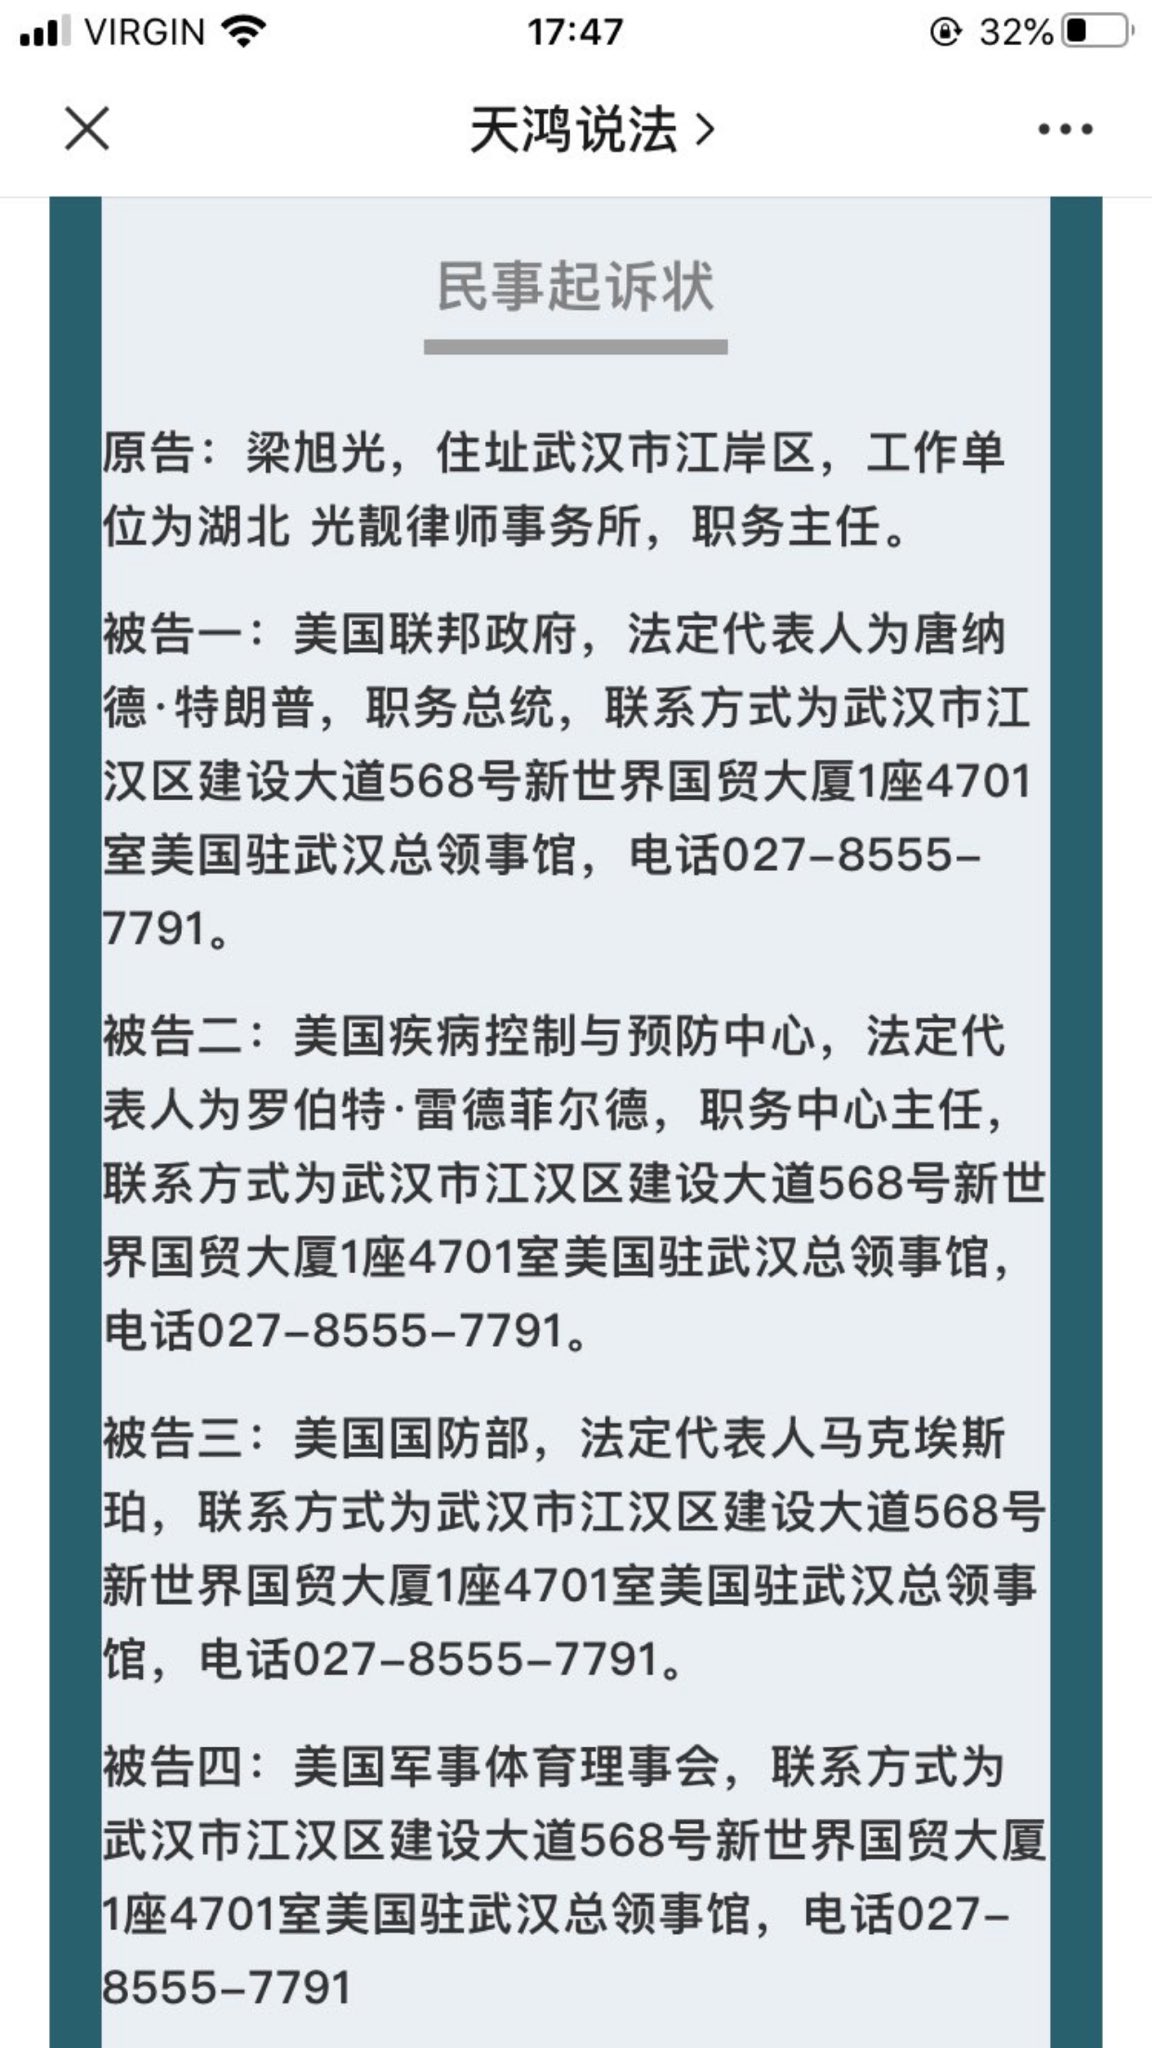 VIRGIN 17:47 32%
天鸿说法
民事起诉状
原告：梁旭光，住址武汉市江岸区，工作单
位为湖北 光靓律师事务所，职务主任。
被告一：美国联邦政府，法定代表人为唐纳
德·特朗普，职务总统，联系方式为武汉市江
汉区建设大道568号新世界国贸大厦1座4701
室美国驻武汉总领事馆，电话027-8555-
7791。
被告二：美国疾病控制与预防中心，法定代
表人为罗伯特·雷德菲尔德，职务中心主任，
联系方式为武汉市江汉区建设大道568号新世
界国贸大厦1座4701室美国驻武汉总领事馆，
电话027-8555-7791。
被告三：美国国防部，法定代表人马克埃斯
珀，联系方式为武汉市江汉区建设大道568号
新世界国贸大厦1座4701室美国驻武汉总领事
馆，电话027-8555-7791。
被告四：美国军事体育理事会，联系方式为
武汉市江汉区建设大道568号新世界国贸大厦
1座4701室美国驻武汉总领事馆，电话027-
8555-7791